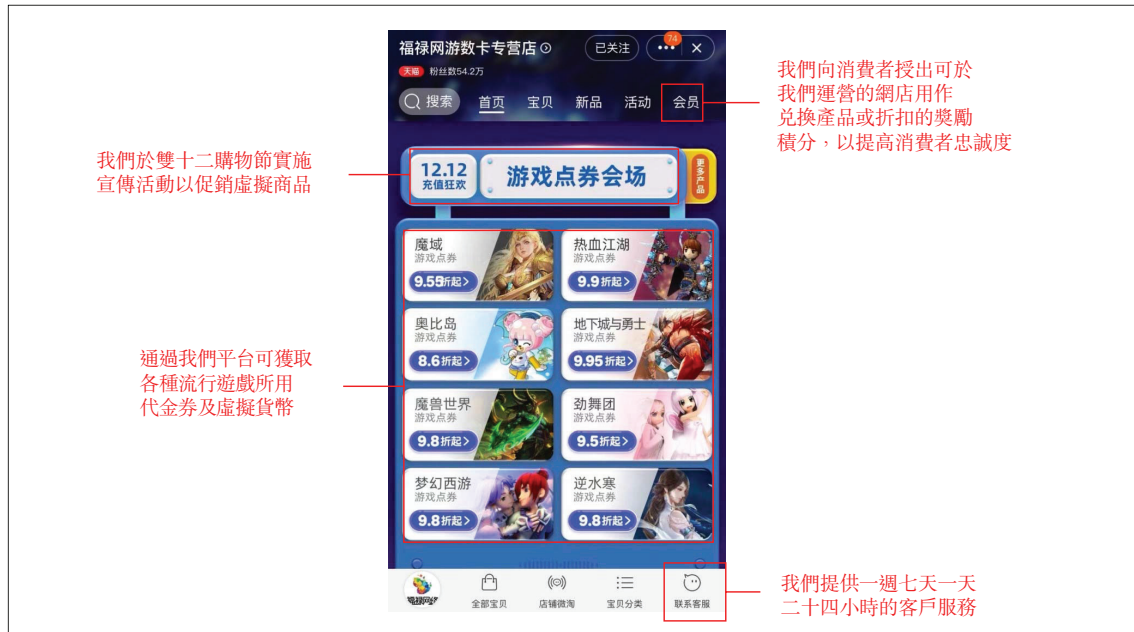 福禄网游数卡专营店
已关注
74
天猫 粉丝数54.2万
搜索 首页 宝贝 新品 活动 会员
我們向消費者授出可於
我們運營的網店用作
兌換產品或折扣的獎勵
積分，以提高消費者忠誠度
我們於雙十二購物節實施
宣傳活動以促銷虛擬商品
12.12
充值狂欢
游戏点券会场
更多产品
魔域
游戏点券
9.55折起>
热血江湖
游戏点券
9.9折起>
奥比岛
游戏点券
8.6折起>
地下城与勇士
游戏点券
9.95折起>
通過我們平台可獲取
各種流行遊戲所用
代金券及虛擬貨幣
魔兽世界
游戏点券
9.8折起>
劲舞团
游戏点券
9.5折起>
梦幻西游
游戏点券
9.8折起>
逆水寒
游戏点券
9.8折起>
福禄网络
全部宝贝
店铺微淘
宝贝分类
联系客服
我們提供一週七天一天
二十四小時的客戶服務